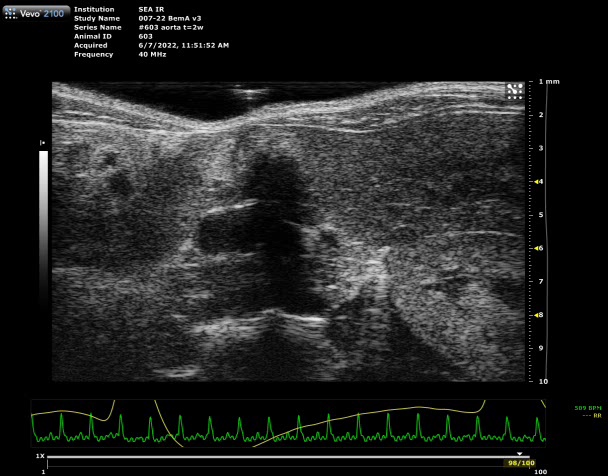 Vevo 2100
Institution SEA IR
Study Name 007-22 BemA v3
Series Name #603 aorta t=2w
Animal ID 603
Acquired 6/7/2022, 11:51:52 AM
Frequency 40 MHz
1 mm
2
3
4
5
6
7
8
9
10
509 BPM
--- RR
1X
98/100
1
100